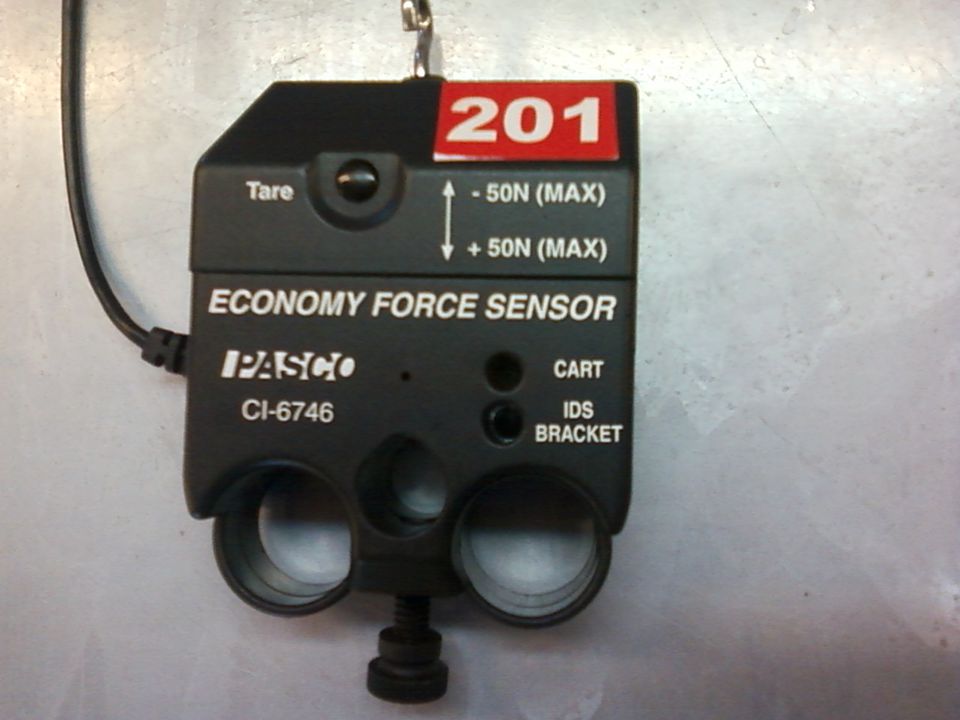 201
Tare
- 50N (MAX)
+ 50N (MAX)
ECONOMY FORCE SENSOR
PASCO
CI-6746
CART
IDS
BRACKET